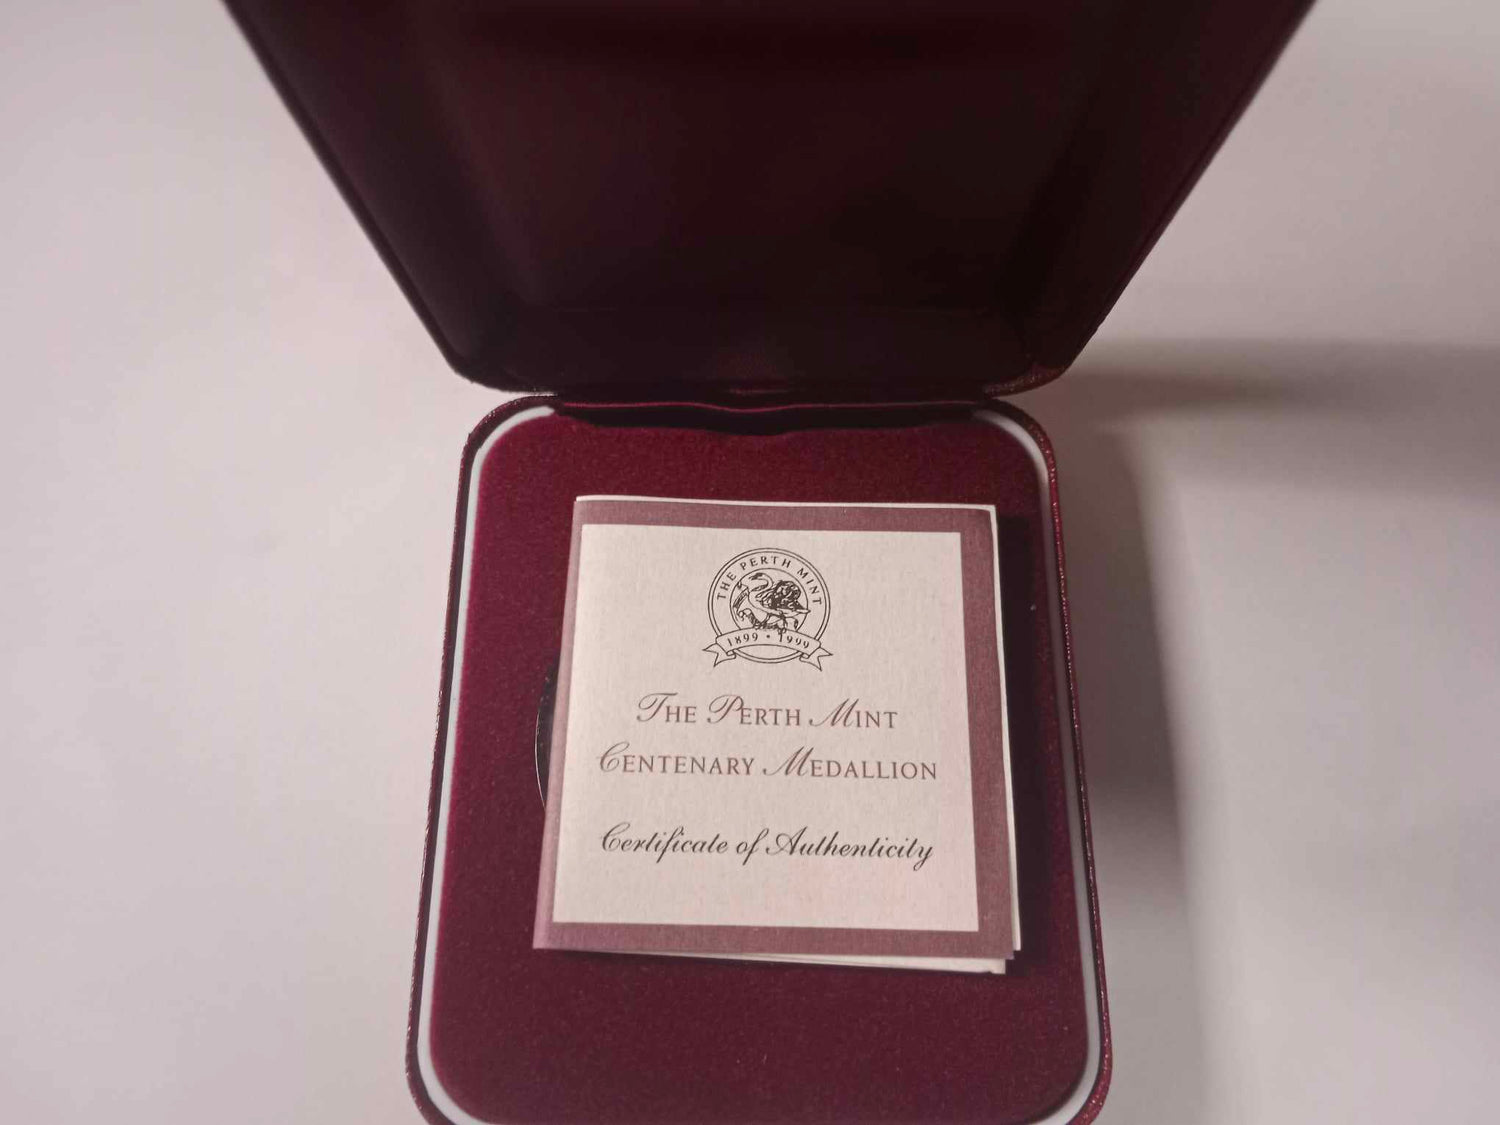 THE PERTH MINT
1899 • 1999
THE PERTH MINT
CENTENARY MEDALLION
Certificate of Authenticity